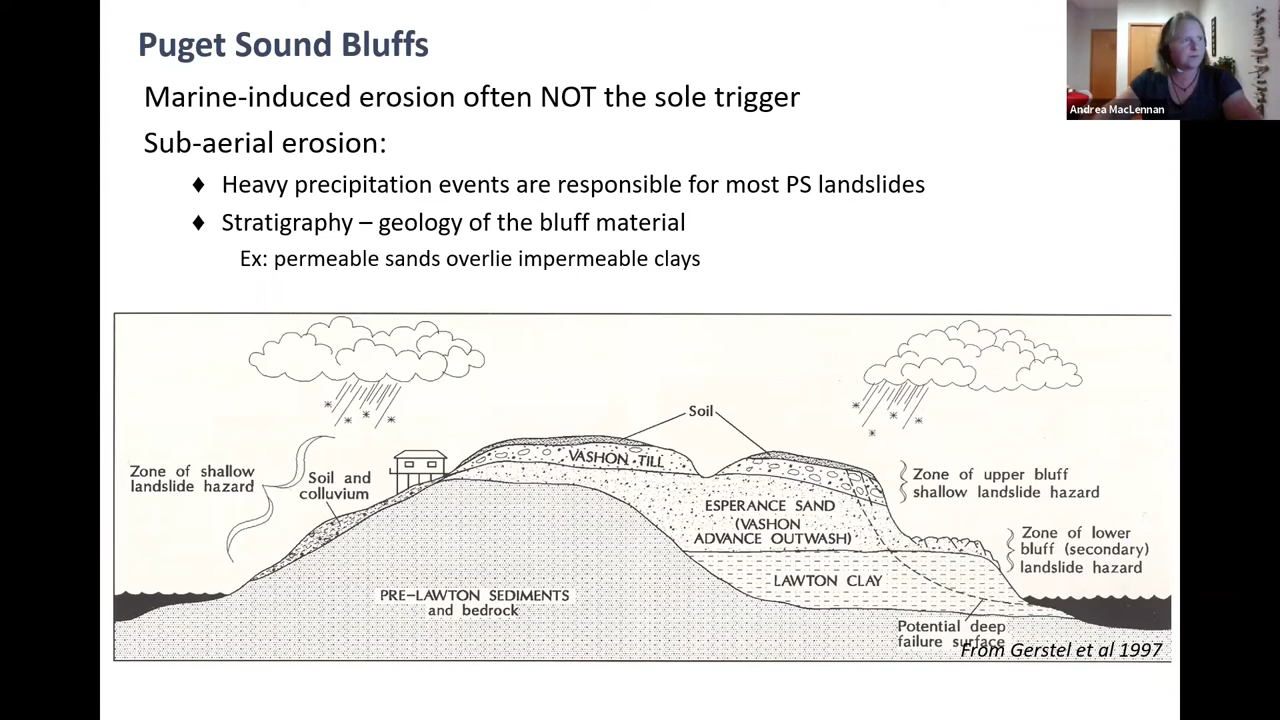 Puget Sound Bluffs
Andrea MacLennan
Marine-induced erosion often NOT the sole trigger
Sub-aerial erosion:
♦ Heavy precipitation events are responsible for most PS landslides
♦ Stratigraphy – geology of the bluff material
Ex: permeable sands overlie impermeable clays
Soil
Zone of shallow
landslide hazard
Soil and
colluvium
VASHON TILL
Zone of upper bluff
shallow landslide hazard
ESPERANCE SAND
(VASHON
ADVANCE OUTWASH)
Zone of lower
bluff (secondary)
landslide hazard
LAWTON CLAY
PRE-LAWTON SEDIMENTS
and bedrock
Potential deep
failure surface
From Gerstel et al 1997